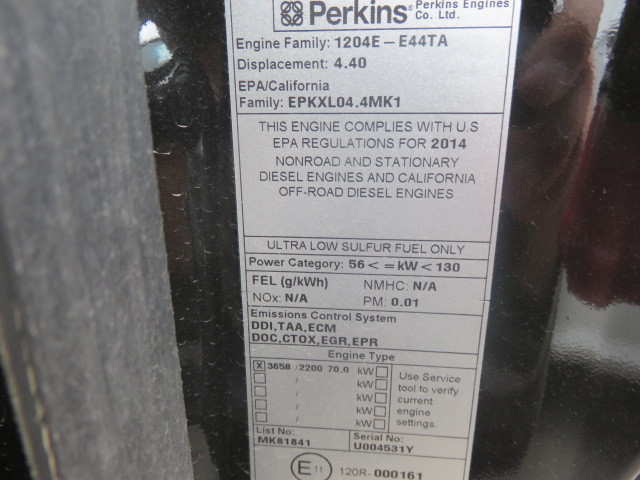 Perkins® Perkins Engines
Co. Ltd.
Engine Family: 1204E-E44TA
Displacement: 4.40
EPA/California
Family: EPKXL04.4MK1
THIS ENGINE COMPLIES WITH U.S
EPA REGULATIONS FOR 2014
NONROAD AND STATIONARY
DIESEL ENGINES AND CALIFORNIA
OFF-ROAD DIESEL ENGINES
ULTRA LOW SULFUR FUEL ONLY
Power Category: 56<=kW<130
FEL (g/kWh) NMHC: N/A
NOx: N/A PM: 0.01
Emissions Control System
DDI,TAA,ECM
DOC,CTOX,EGR,EPR
Engine Type
X 3658 /2200 70.0 kW
/ kW
/ kW
/ kW
/ kW
Use Service
tool to verify
current
engine
settings.
List No: Serial No:
MK81841 U004531Y
E11 120R-000161